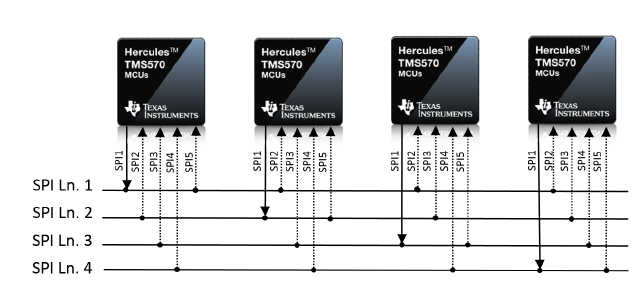 Hercules™
TMS570
MCUs
TEXAS
INSTRUMENTS
Hercules™
TMS570
MCUs
TEXAS
INSTRUMENTS
Hercules™
TMS570
MCUs
TEXAS
INSTRUMENTS
Hercules™
TMS570
MCUs
TEXAS
INSTRUMENTS
SPI1
SPI2
SPI3
SPI4
SPI5
SPI1
SPI2
SPI3
SPI4
SPI5
SPI1
SPI2
SPI3
SPI4
SPI5
SPI1
SPI2
SPI3
SPI4
SPI5
SPI Ln. 1
SPI Ln. 2
SPI Ln. 3
SPI Ln. 4